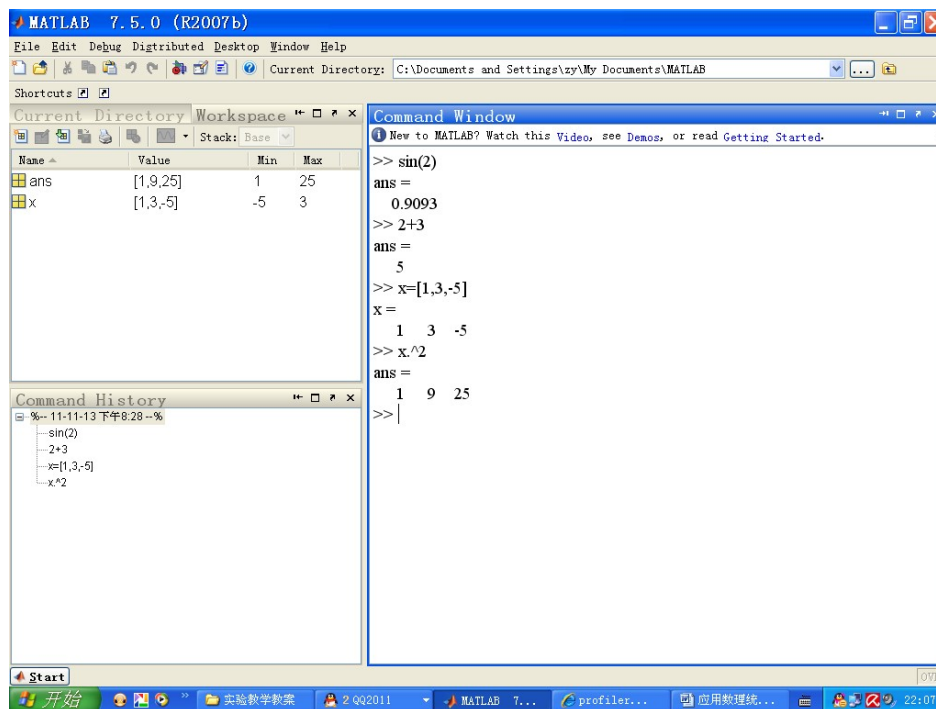 MATLAB 7.5.0 (R2007b)
File Edit Debug Distributed Desktop Window Help
Current Directory: C:\Documents and Settings\zy\My Documents\MATLAB ...
Shortcuts
Current Directory Workspace
Stack: Base
Name Value Min Max
ans [1,9,25] 1 25
x [1,3,-5] -5 3
Command History
%-- 11-11-13 下午8:28 --%
sin(2)
2+3
x=[1,3,-5]
x.^2
Command Window
New to MATLAB? Watch this Video, see Demos, or read Getting Started.
>> sin(2)
ans =
0.9093
>> 2+3
ans =
5
>> x=[1,3,-5]
x =
1 3 -5
>> x.^2
ans =
1 9 25
>>
Start
OVR
开始 » 实验教学教案 2 QQ2011 MATLAB 7... profiler... 应用数理统... 22:07